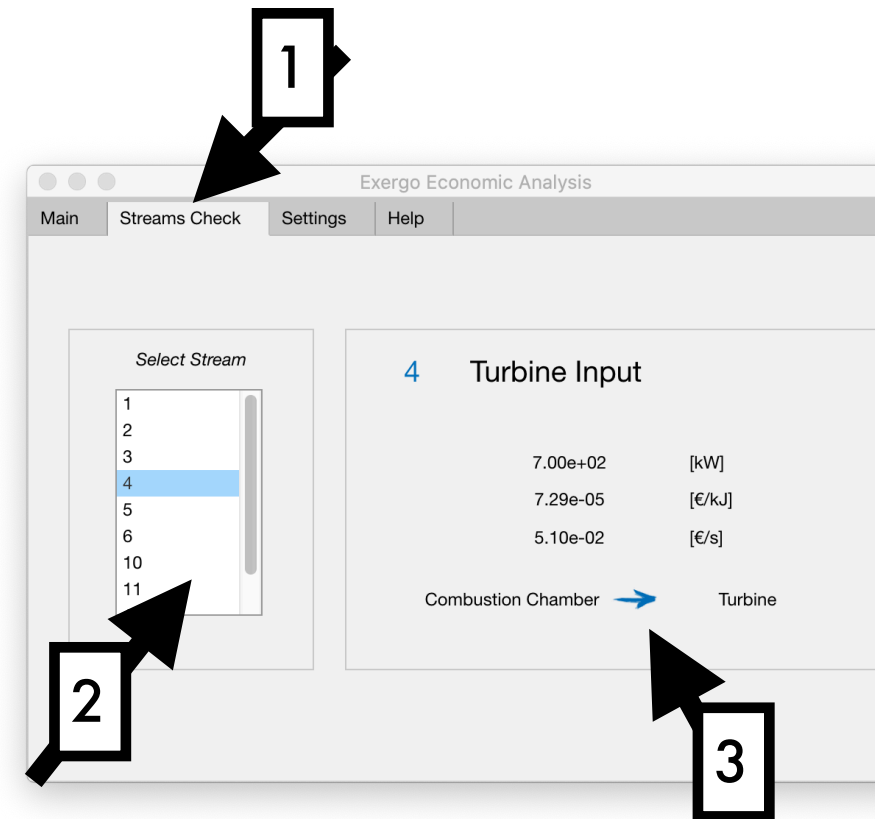 1
Exergo Economic Analysis
Main Streams Check Settings Help
Select Stream
1
2
3
4
5
6
10
11
4 Turbine Input
7.00e+02 [kW]
7.29e-05 [€/kJ]
5.10e-02 [€/s]
Combustion Chamber Turbine
2
3